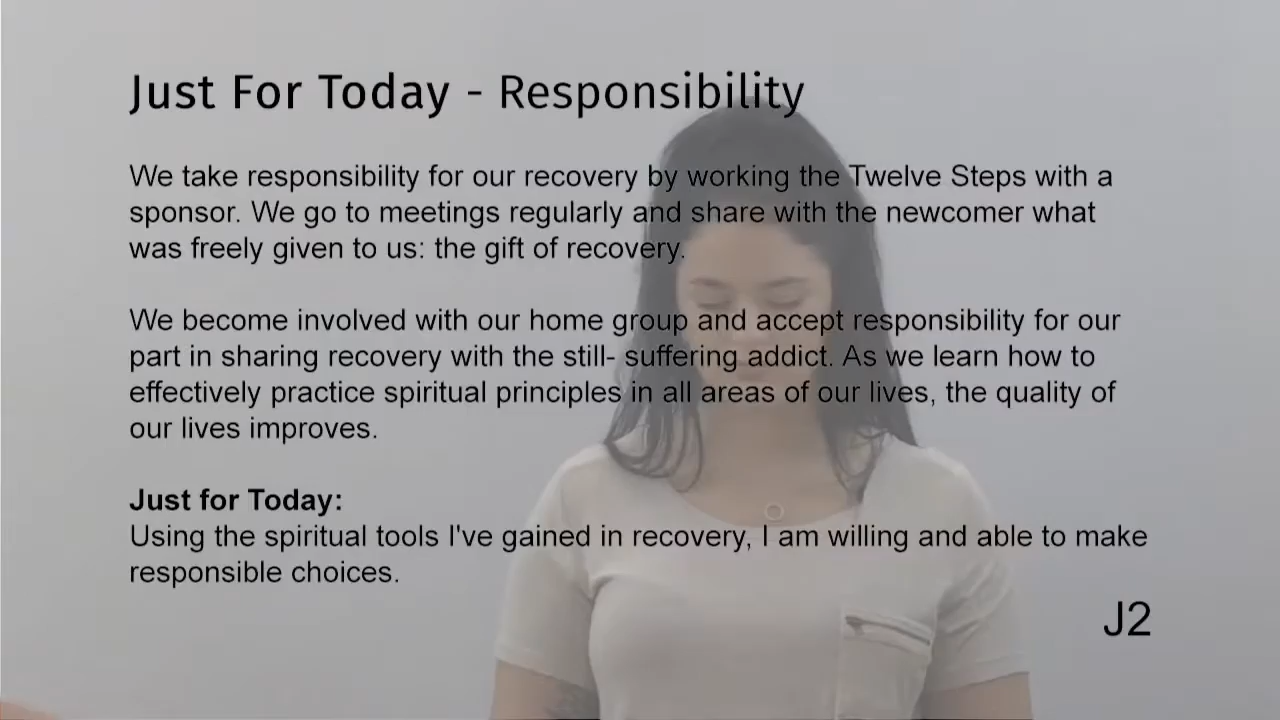 Just For Today - Responsibility
We take responsibility for our recovery by working the Twelve Steps with a
sponsor. We go to meetings regularly and share with the newcomer what
was freely given to us: the gift of recovery.
We become involved with our home group and accept responsibility for our
part in sharing recovery with the still- suffering addict. As we learn how to
effectively practice spiritual principles in all areas of our lives, the quality of
our lives improves.
Just for Today:
Using the spiritual tools I've gained in recovery, I am willing and able to make
responsible choices.
J2